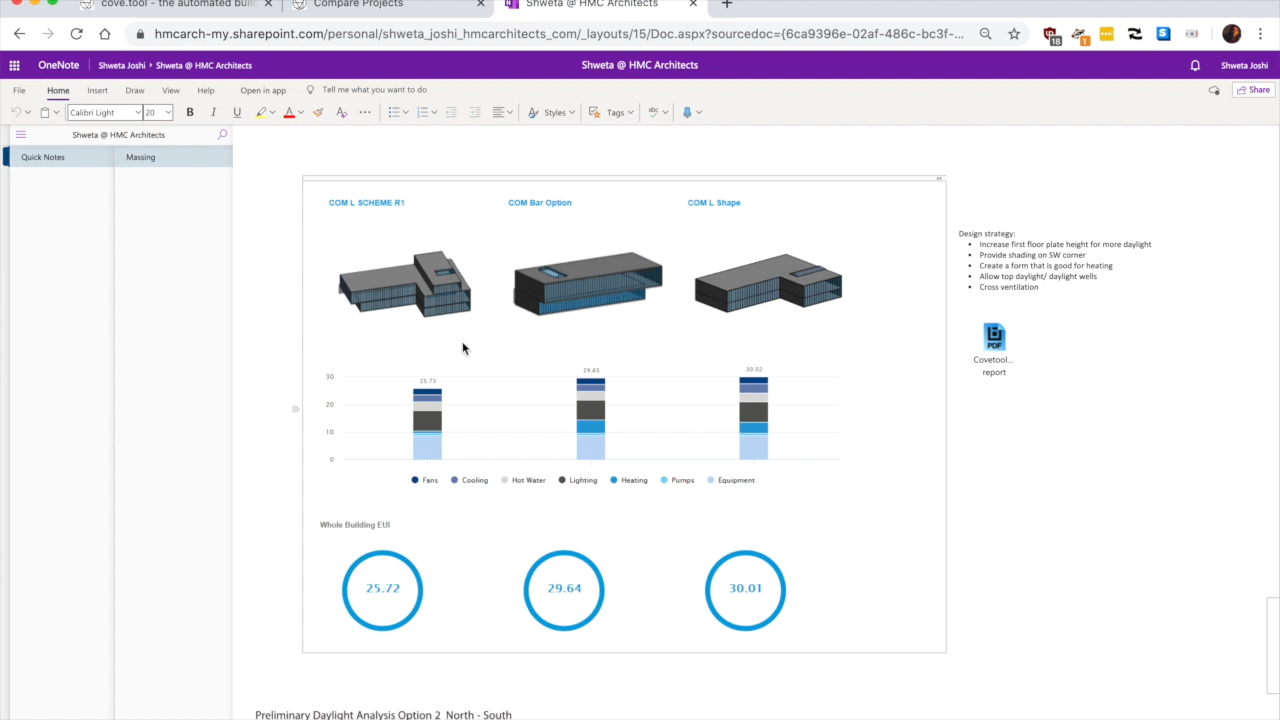 cove.tool - the automated buil
Compare Projects
Shweta @ HMC Architects
hmcarch-my.sharepoint.com/personal/shweta_joshi_hmcarchitects_com/_layouts/15/Doc.aspx?sourcedoc={6ca9396e-02af-486c-bc3f-...
18
1
OneNote
Shweta Joshi › Shweta @ HMC Architects
Shweta @ HMC Architects
Shweta Joshi
File Home Insert Draw View Help Open in app Tell me what you want to do
Share
Calibri Light 20 B I U A Styles Tags abc
Shweta @ HMC Architects
Quick Notes
Massing
COM L SCHEME R1
COM Bar Option
COM L Shape
Design strategy:
• Increase first floor plate height for more daylight
• Provide shading on SW corner
• Create a form that is good for heating
• Allow top daylight/ daylight wells
• Cross ventilation
PDF
Covetool...
report
30
20
10
0
25.73
29.65
30.02
Fans Cooling Hot Water Lighting Heating Pumps Equipment
Whole Building EUI
25.72
29.64
30.01
Preliminary Daylight Analysis Option 2 North - South